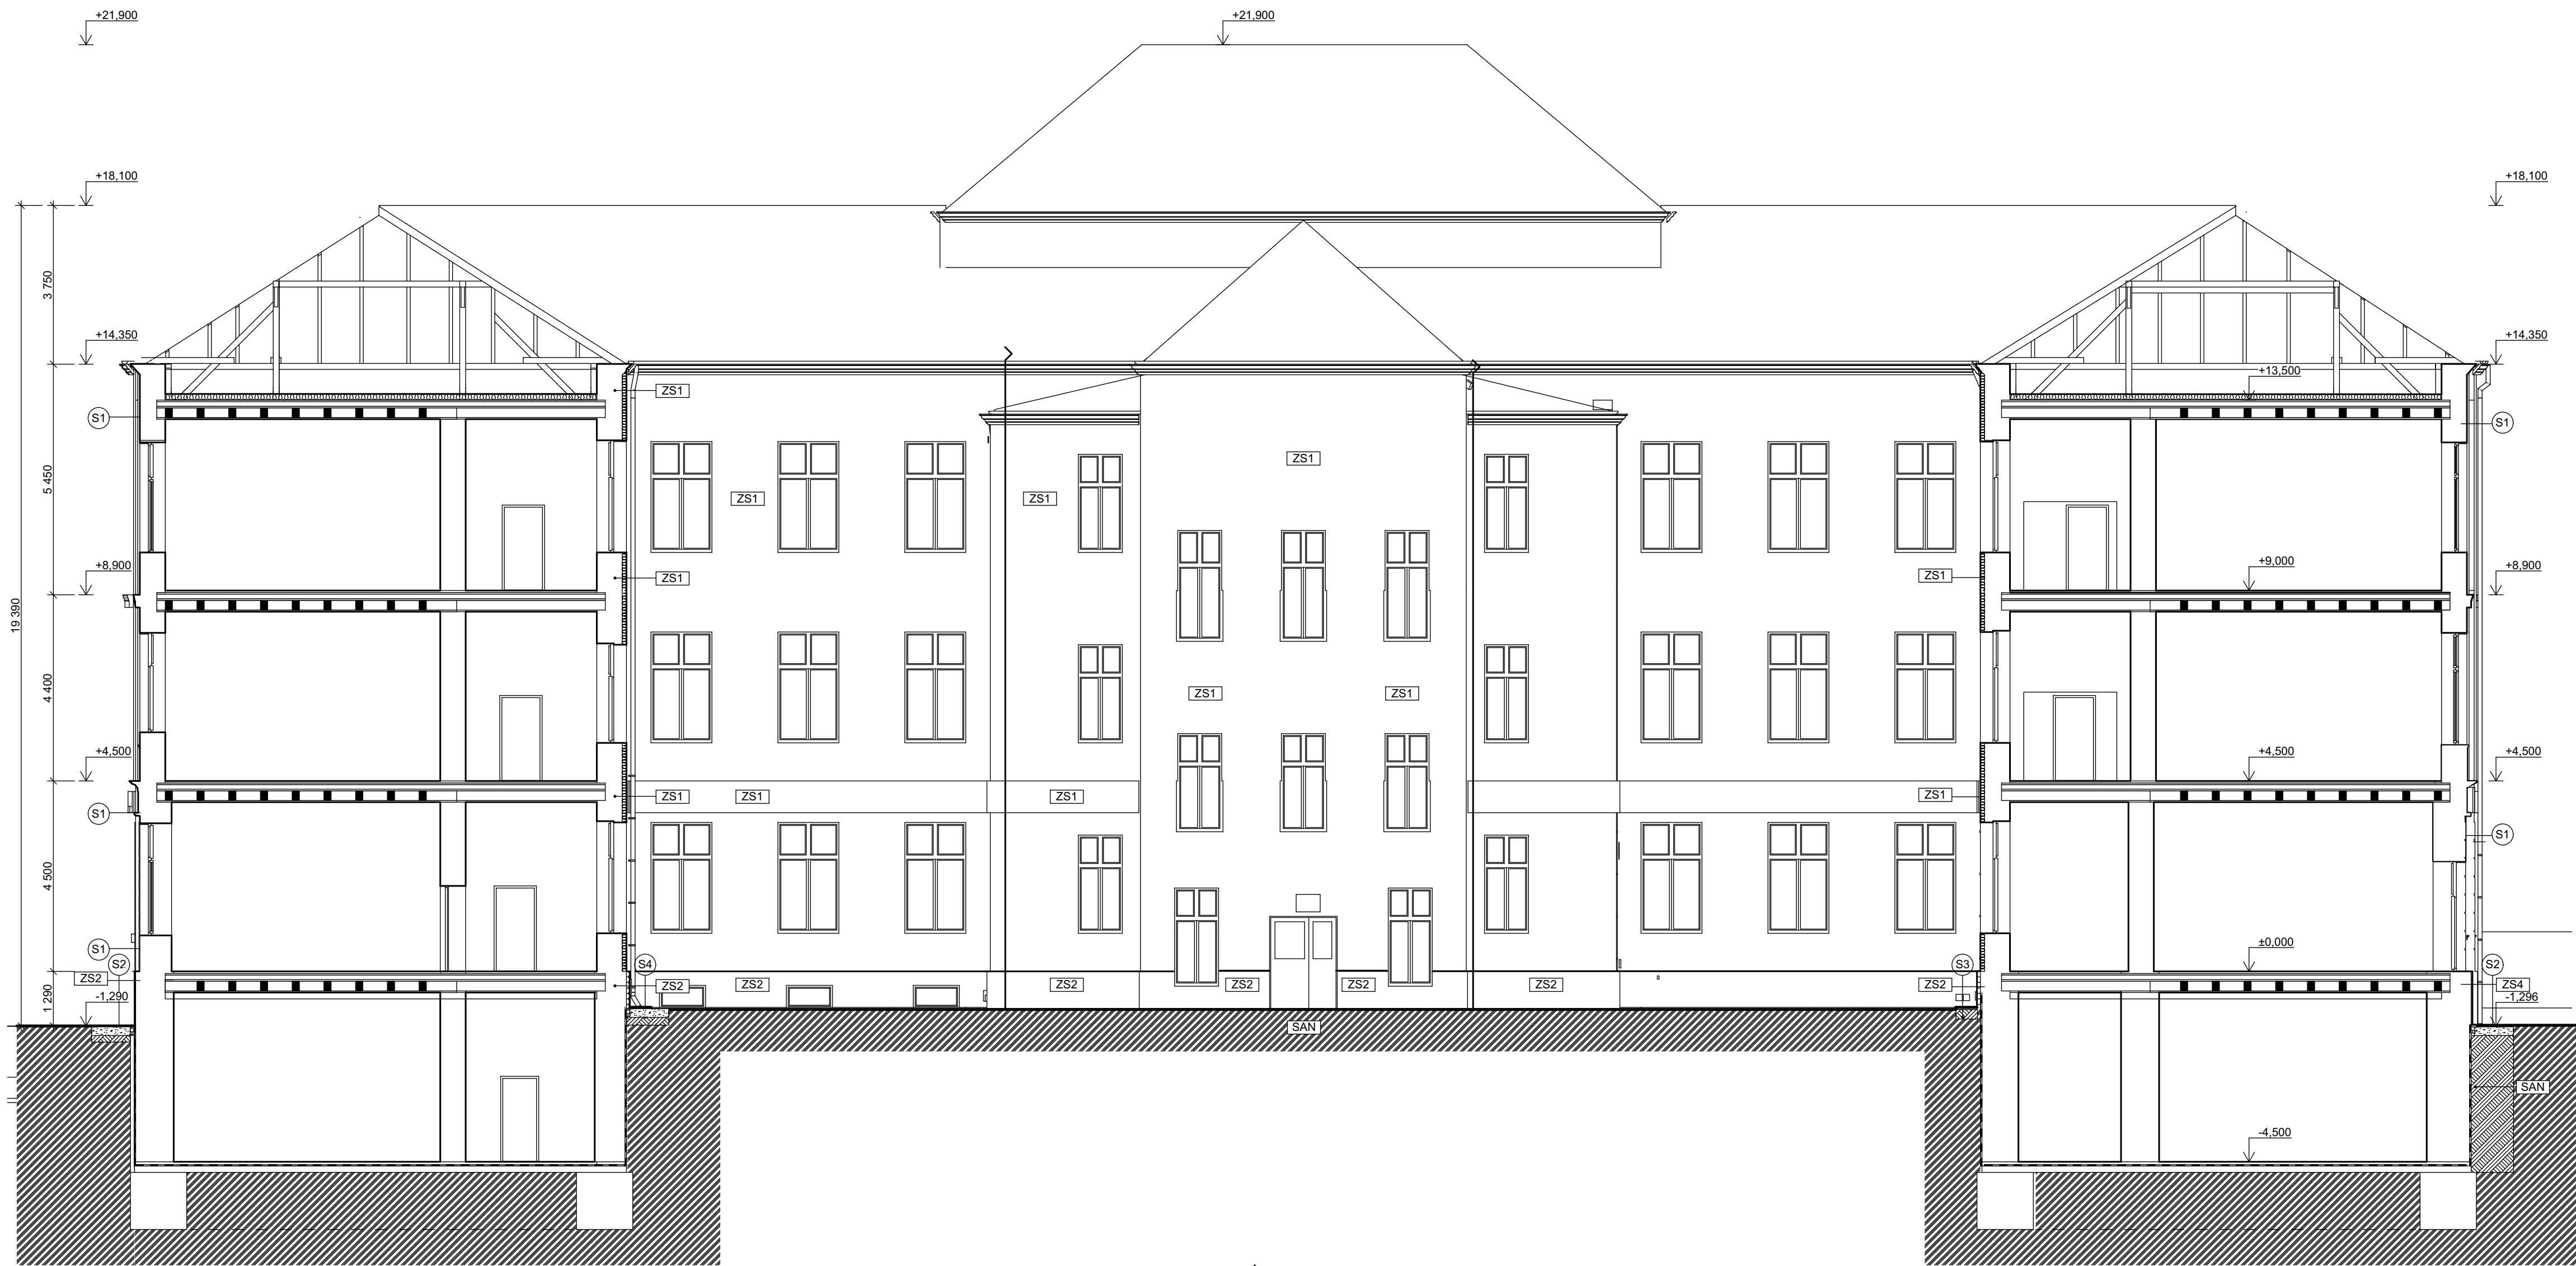 +21,900
+21,900
+18,100
+18,100
3 750
+14,350
+14,350
+13,500
ZS1
S1
S1
ZS1
5 450
ZS1
ZS1
+8,900
ZS1
ZS1
+9,000
+8,900
19 390
4 400
ZS1
ZS1
+4,500
+4,500
+4,500
ZS1
ZS1
ZS1
ZS1
S1
S1
4 500
S1
±0,000
S2
S4
S3
S2
ZS2
ZS2
ZS2
ZS2
ZS2
ZS2
ZS2
ZS2
ZS4
1 290
-1,290
-1,296
SAN
SAN
-4,500